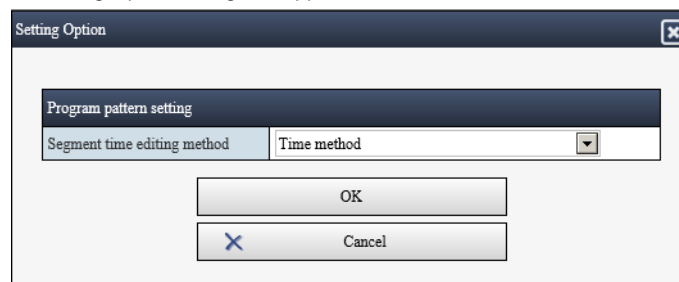 Setting Option
Program pattern setting
Segment time editing method Time method
OK
Cancel